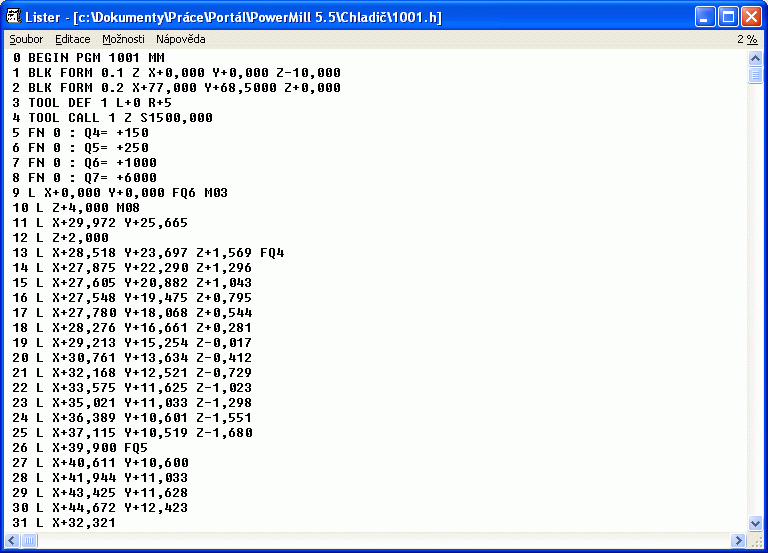 Lister - [c:\Dokumenty\Práce\Portál\PowerMill 5.5\Chladič\1001.h]
Soubor Editace Možnosti Nápověda 2 %
0 BEGIN PGM 1001 MM
1 BLK FORM 0.1 Z X+0,000 Y+0,000 Z-10,000
2 BLK FORM 0.2 X+77,000 Y+68,5000 Z+0,000
3 TOOL DEF 1 L+0 R+5
4 TOOL CALL 1 Z S1500,000
5 FN 0 : Q4= +150
6 FN 0 : Q5= +250
7 FN 0 : Q6= +1000
8 FN 0 : Q7= +6000
9 L X+0,000 Y+0,000 FQ6 M03
10 L Z+4,000 M08
11 L X+29,972 Y+25,665
12 L Z+2,000
13 L X+28,518 Y+23,697 Z+1,569 FQ4
14 L X+27,875 Y+22,290 Z+1,296
15 L X+27,605 Y+20,882 Z+1,043
16 L X+27,548 Y+19,475 Z+0,795
17 L X+27,780 Y+18,068 Z+0,544
18 L X+28,276 Y+16,661 Z+0,281
19 L X+29,213 Y+15,254 Z-0,017
20 L X+30,761 Y+13,634 Z-0,412
21 L X+32,168 Y+12,521 Z-0,729
22 L X+33,575 Y+11,625 Z-1,023
23 L X+35,021 Y+11,033 Z-1,298
24 L X+36,389 Y+10,601 Z-1,551
25 L X+37,115 Y+10,519 Z-1,680
26 L X+39,900 FQ5
27 L X+40,611 Y+10,600
28 L X+41,944 Y+11,033
29 L X+43,425 Y+11,628
30 L X+44,672 Y+12,423
31 L X+32,321